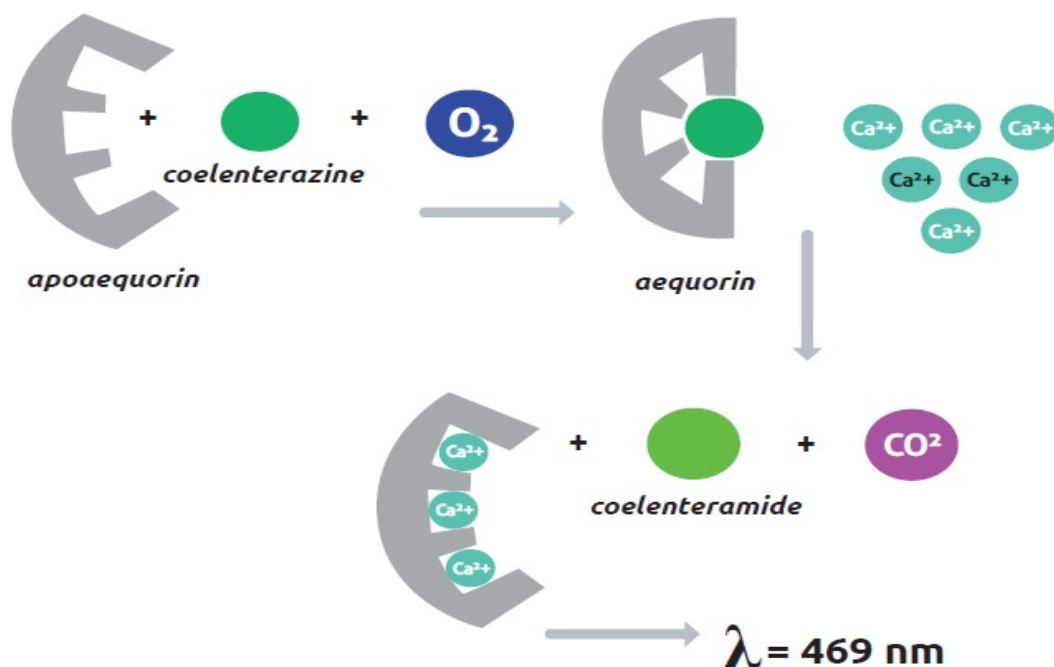 +
+
O₂
coelenterazine
apoaequorin
aequorin
Ca²⁺
Ca²⁺
Ca²⁺
Ca²⁺
Ca²⁺
Ca²⁺
Ca²⁺
Ca²⁺
Ca²⁺
+
+
CO²
coelenteramide
λ = 469 nm